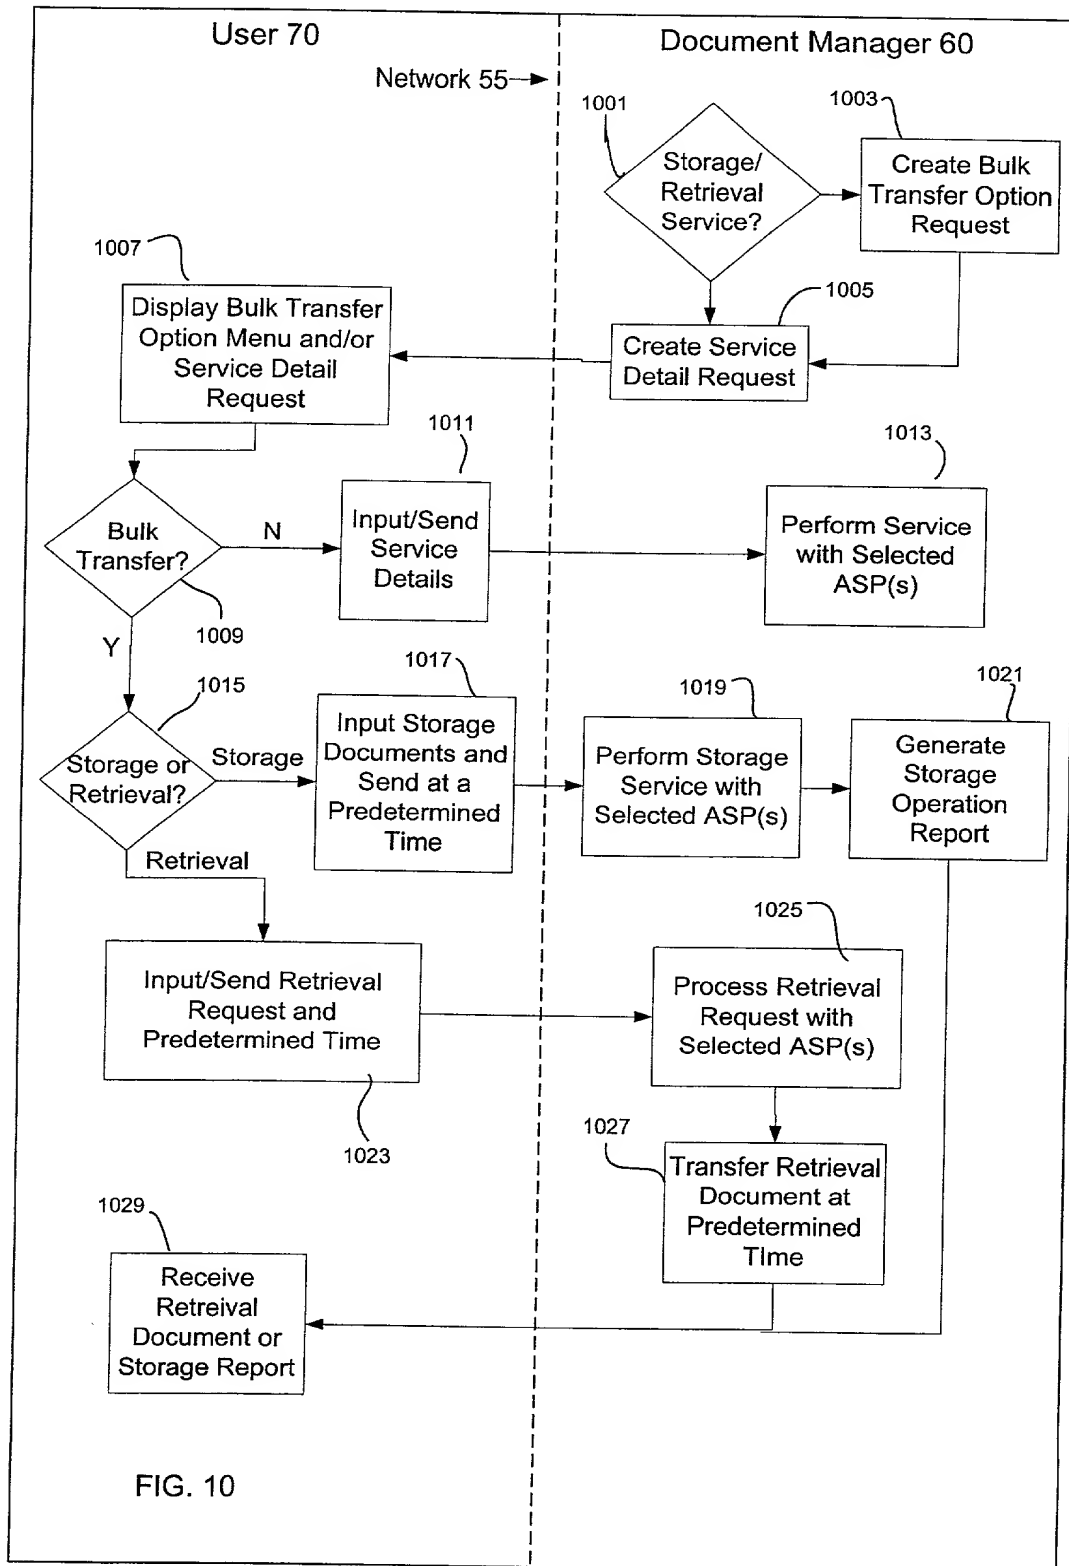 User 70
Document Manager 60
Network 55
1001
1003
Storage/
Retrieval
Service?
Create Bulk
Transfer Option
Request
1007
1005
Display Bulk Transfer
Option Menu and/or
Service Detail
Request
Create Service
Detail Request
1011
1013
Bulk
Transfer?
N
Input/Send
Service
Details
Perform Service
with Selected
ASP(s)
1009
Y
1015
1017
1019
1021
Storage or
Retrieval?
Storage
Input Storage
Documents and
Send at a
Predetermined
Time
Perform Storage
Service with
Selected ASP(s)
Generate
Storage
Operation
Report
Retrieval
1025
Input/Send Retrieval
Request and
Predetermined Time
Process Retrieval
Request with
Selected ASP(s)
1023
1027
Transfer Retrieval
Document at
Predetermined
TIme
1029
Receive
Retreival
Document or
Storage Report
FIG. 10